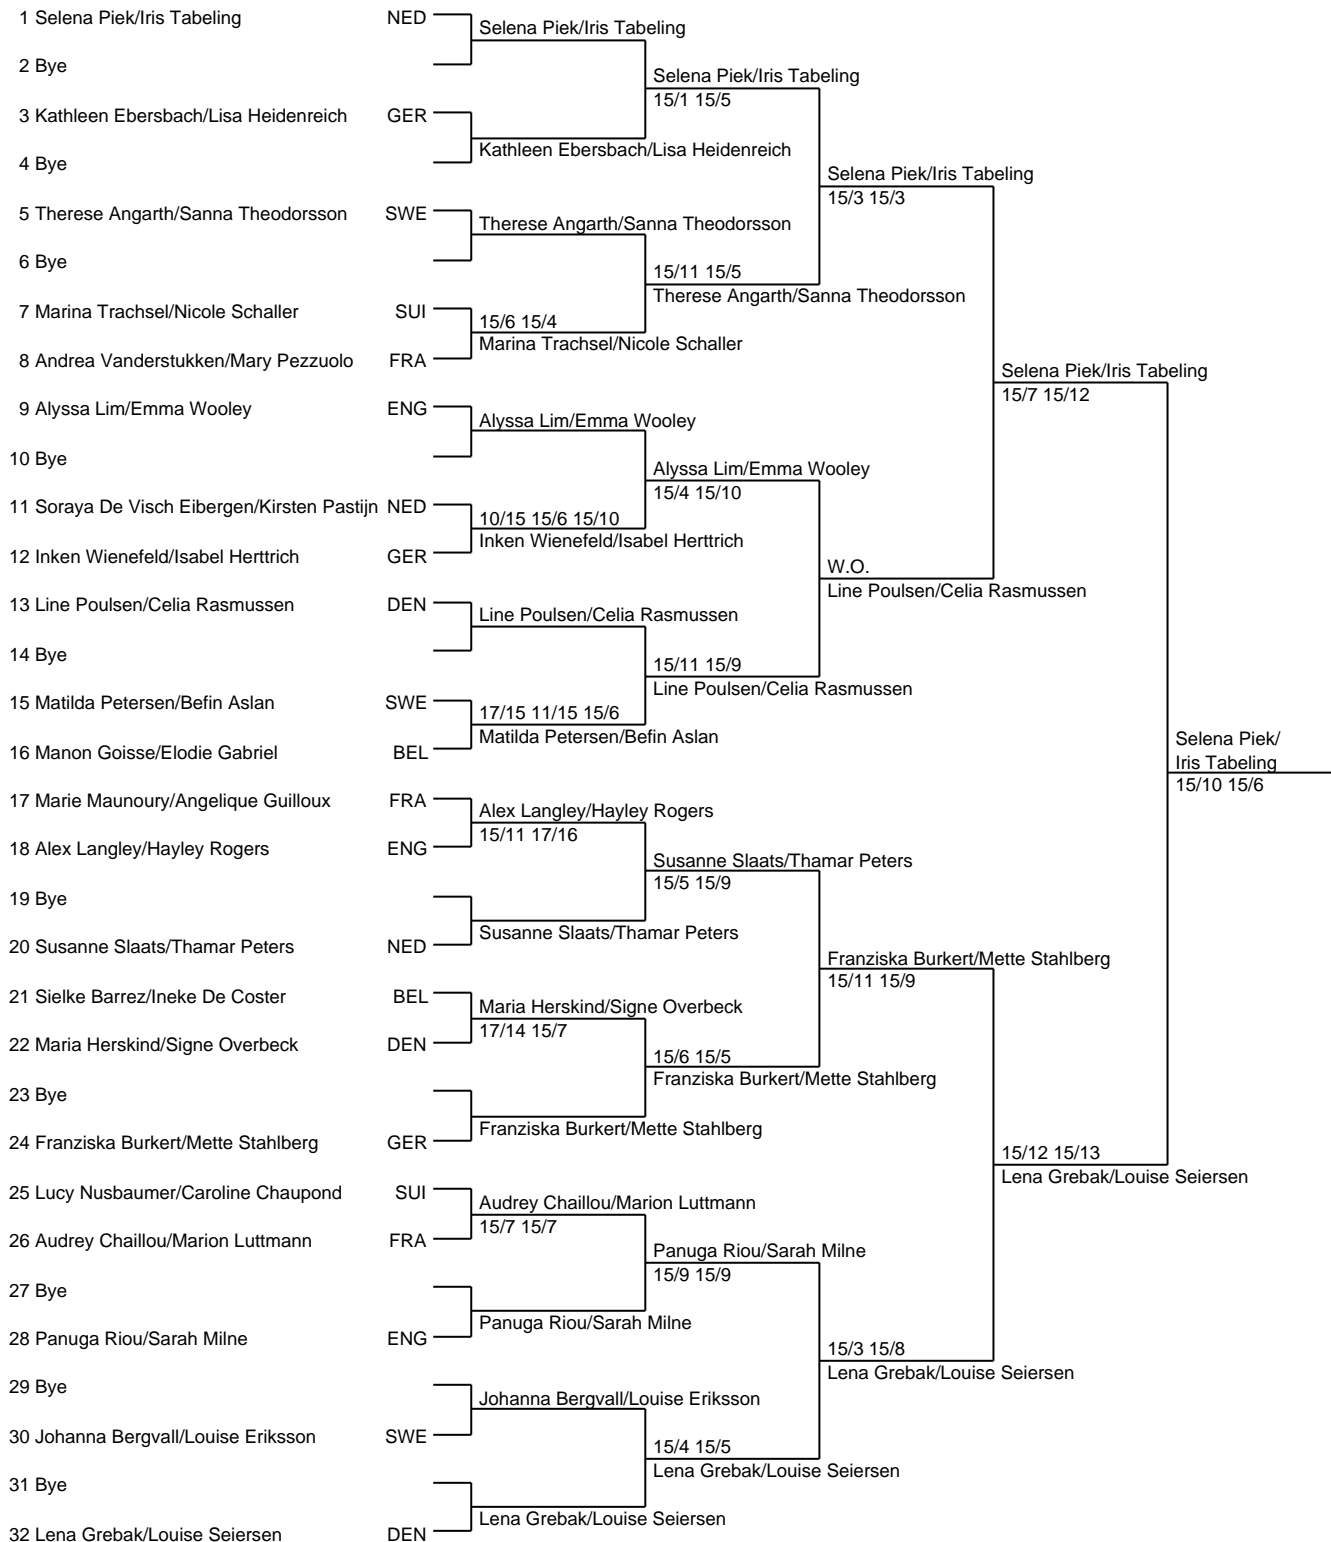 1 Selena Piek/Iris Tabeling NED
2 Bye
3 Kathleen Ebersbach/Lisa Heidenreich GER
4 Bye
5 Therese Angarth/Sanna Theodorsson SWE
6 Bye
7 Marina Trachsel/Nicole Schaller SUI
8 Andrea Vanderstukken/Mary Pezzuolo FRA
9 Alyssa Lim/Emma Wooley ENG
10 Bye
11 Soraya De Visch Eibergen/Kirsten Pastijn NED
12 Inken Wienefeld/Isabel Herttrich GER
13 Line Poulsen/Celia Rasmussen DEN
14 Bye
15 Matilda Petersen/Befin Aslan SWE
16 Manon Goisse/Elodie Gabriel BEL
17 Marie Maunoury/Angelique Guilloux FRA
18 Alex Langley/Hayley Rogers ENG
19 Bye
20 Susanne Slaats/Thamar Peters NED
21 Sielke Barrez/Ineke De Coster BEL
22 Maria Herskind/Signe Overbeck DEN
23 Bye
24 Franziska Burkert/Mette Stahlberg GER
25 Lucy Nusbaumer/Caroline Chaupond SUI
26 Audrey Chaillou/Marion Luttmann FRA
27 Bye
28 Panuga Riou/Sarah Milne ENG
29 Bye
30 Johanna Bergvall/Louise Eriksson SWE
31 Bye
32 Lena Grebak/Louise Seiersen DEN
Selena Piek/Iris Tabeling
Kathleen Ebersbach/Lisa Heidenreich
Therese Angarth/Sanna Theodorsson
15/6 15/4
Marina Trachsel/Nicole Schaller
Alyssa Lim/Emma Wooley
10/15 15/6 15/10
Inken Wienefeld/Isabel Herttrich
Line Poulsen/Celia Rasmussen
17/15 11/15 15/6
Matilda Petersen/Befin Aslan
Alex Langley/Hayley Rogers
15/11 17/16
Susanne Slaats/Thamar Peters
Maria Herskind/Signe Overbeck
17/14 15/7
Franziska Burkert/Mette Stahlberg
Audrey Chaillou/Marion Luttmann
15/7 15/7
Panuga Riou/Sarah Milne
Johanna Bergvall/Louise Eriksson
Lena Grebak/Louise Seiersen
Selena Piek/Iris Tabeling
15/1 15/5
15/11 15/5
Therese Angarth/Sanna Theodorsson
Alyssa Lim/Emma Wooley
15/4 15/10
15/11 15/9
Line Poulsen/Celia Rasmussen
Susanne Slaats/Thamar Peters
15/5 15/9
15/6 15/5
Franziska Burkert/Mette Stahlberg
Panuga Riou/Sarah Milne
15/9 15/9
15/4 15/5
Lena Grebak/Louise Seiersen
Selena Piek/Iris Tabeling
15/3 15/3
W.O.
Line Poulsen/Celia Rasmussen
Franziska Burkert/Mette Stahlberg
15/11 15/9
15/3 15/8
Lena Grebak/Louise Seiersen
Selena Piek/Iris Tabeling
15/7 15/12
15/12 15/13
Lena Grebak/Louise Seiersen
Selena Piek/
Iris Tabeling
15/10 15/6